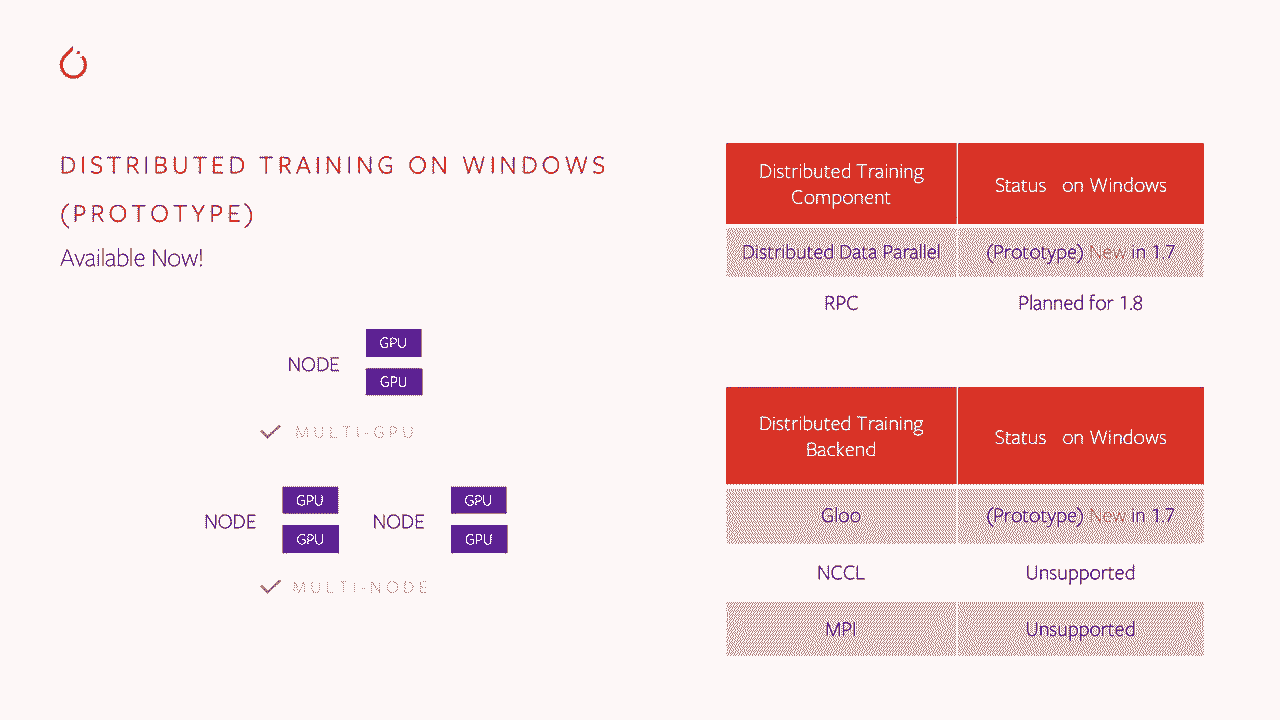 DISTRIBUTED TRAINING ON WINDOWS
(PROTOTYPE)
Available Now!
NODE
GPU
GPU
MULTI-GPU
NODE
GPU
GPU
NODE
GPU
GPU
MULTI-NODE
Distributed Training
Component
Status on Windows
Distributed Data Parallel
(Prototype) New in 1.7
RPC
Planned for 1.8
Distributed Training
Backend
Status on Windows
Gloo
(Prototype) New in 1.7
NCCL
Unsupported
MPI
Unsupported